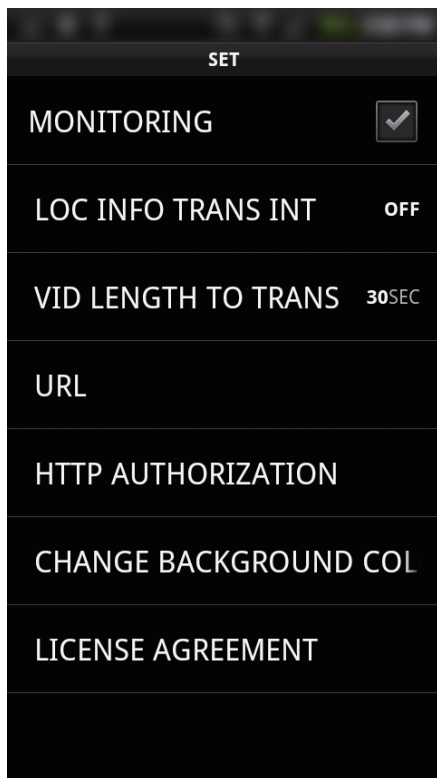 SET
MONITORING
LOC INFO TRANS INT OFF
VID LENGTH TO TRANS 30SEC
URL
HTTP AUTHORIZATION
CHANGE BACKGROUND COL
LICENSE AGREEMENT